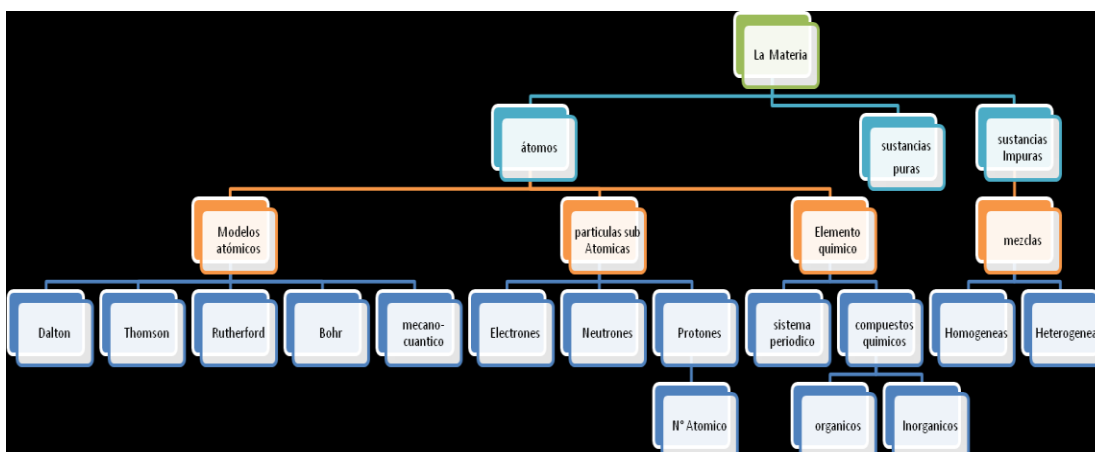 La Materia
átomos
sustancias
puras
sustancias
Impuras
Modelos
atómicos
particulas sub
Atomicas
Elemento
quimico
mezclas
Dalton
Thomson
Rutherford
Bohr
mecano-
cuantico
Electrones
Neutrones
Protones
sistema
periodico
compuestos
quimicos
Homogeneas
Heterogenea
N° Atomico
organicos
Inorganicos